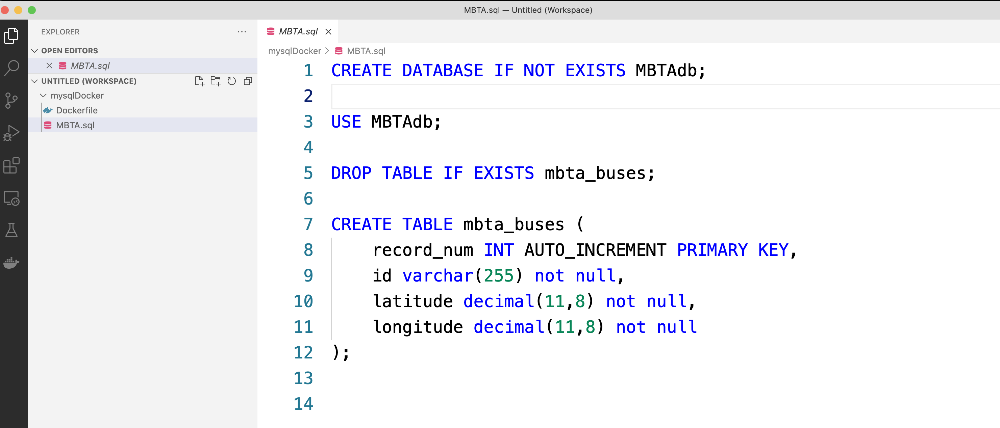 MBTA.sql — Untitled (Workspace)
EXPLORER
OPEN EDITORS
MBTA.sql
UNTITLED (WORKSPACE)
mysqlDocker
Dockerfile
MBTA.sql
MBTA.sql
mysqlDocker > MBTA.sql
1 CREATE DATABASE IF NOT EXISTS MBTAdb;
2
3 USE MBTAdb;
4
5 DROP TABLE IF EXISTS mbta_buses;
6
7 CREATE TABLE mbta_buses (
8 record_num INT AUTO_INCREMENT PRIMARY KEY,
9 id varchar(255) not null,
10 latitude decimal(11,8) not null,
11 longitude decimal(11,8) not null
12 );
13
14